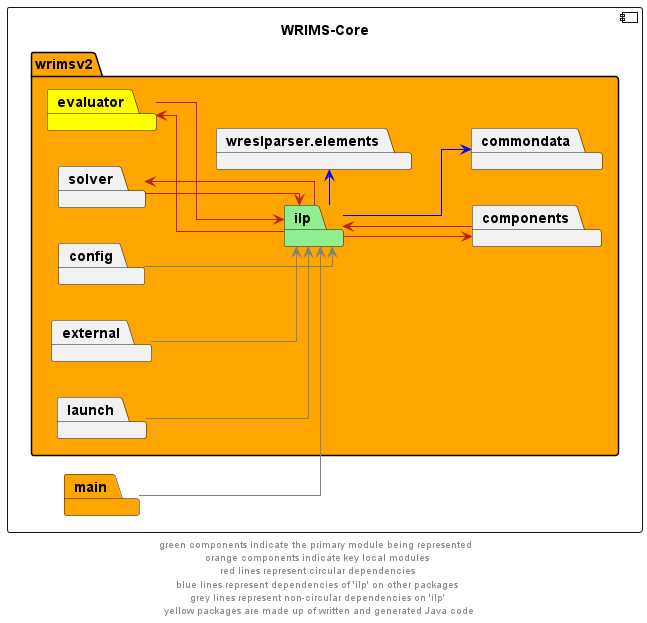 WRIMS-Core
wrimsv2
evaluator
wreslparser.elements
commondata
solver
ilp
components
config
external
launch
main
green components indicate the primary module being represented
orange components indicate key local modules
red lines represent circular dependencies
blue lines represent dependencies of 'ilp' on other packages
grey lines represent non-circular dependencies on 'ilp'
yellow packages are made up of written and generated Java code